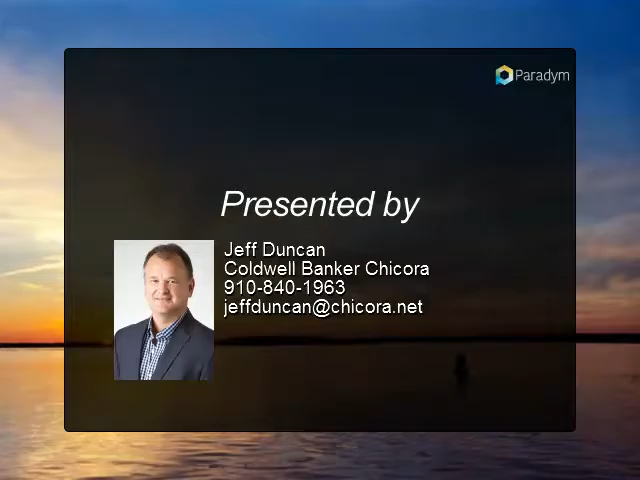 Paradym
Presented by
Jeff Duncan
Coldwell Banker Chicora
910-840-1963
jeffduncan@chicora.net